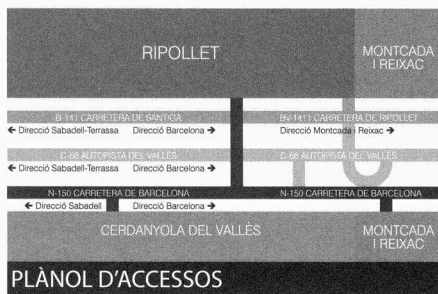 RIPOLLET
MONTCADA
I REIXAC
B-141 CARRETERA DE SANTIGA
BV-1411 CARRETERA DE RIPOLLET
← Direcció Sabadell-Terrassa Direcció Barcelona →
Direcció Montcada i Reixac →
C-58 AUTOPISTA DEL VALLÈS
C-58 AUTOPISTA DEL VALLÈS
← Direcció Sabadell-Terrassa Direcció Barcelona →
N-150 CARRETERA DE BARCELONA
N-150 CARRETERA DE BARCELONA
← Direcció Sabadell Direcció Barcelona →
CERDANYOLA DEL VALLÈS
MONTCADA
I REIXAC
PLÀNOL D'ACCESSOS